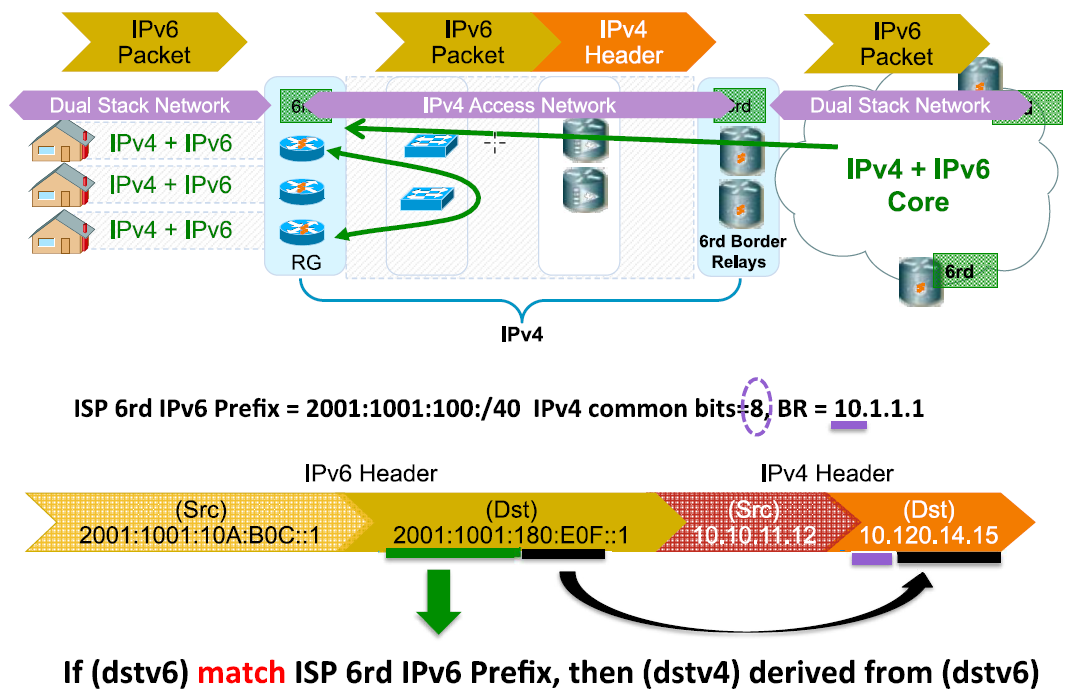 IPv6
Packet
IPv6
Packet
IPv4
Header
IPv6
Packet
Dual Stack Network
6rd
IPv4 Access Network
6rd
Dual Stack Network
IPv4 + IPv6
IPv4 + IPv6
IPv4 + IPv6
RG
6rd Border
Relays
IPv4 + IPv6
Core
6rd
IPv4
ISP 6rd IPv6 Prefix = 2001:1001:100:/40 IPv4 common bits=8, BR = 10.1.1.1
IPv6 Header
IPv4 Header
(Src)
2001:1001:10A:B0C::1
(Dst)
2001:1001:180:E0F::1
(Src)
10.10.11.12
(Dst)
10.120.14.15
If (dstv6) match ISP 6rd IPv6 Prefix, then (dstv4) derived from (dstv6)